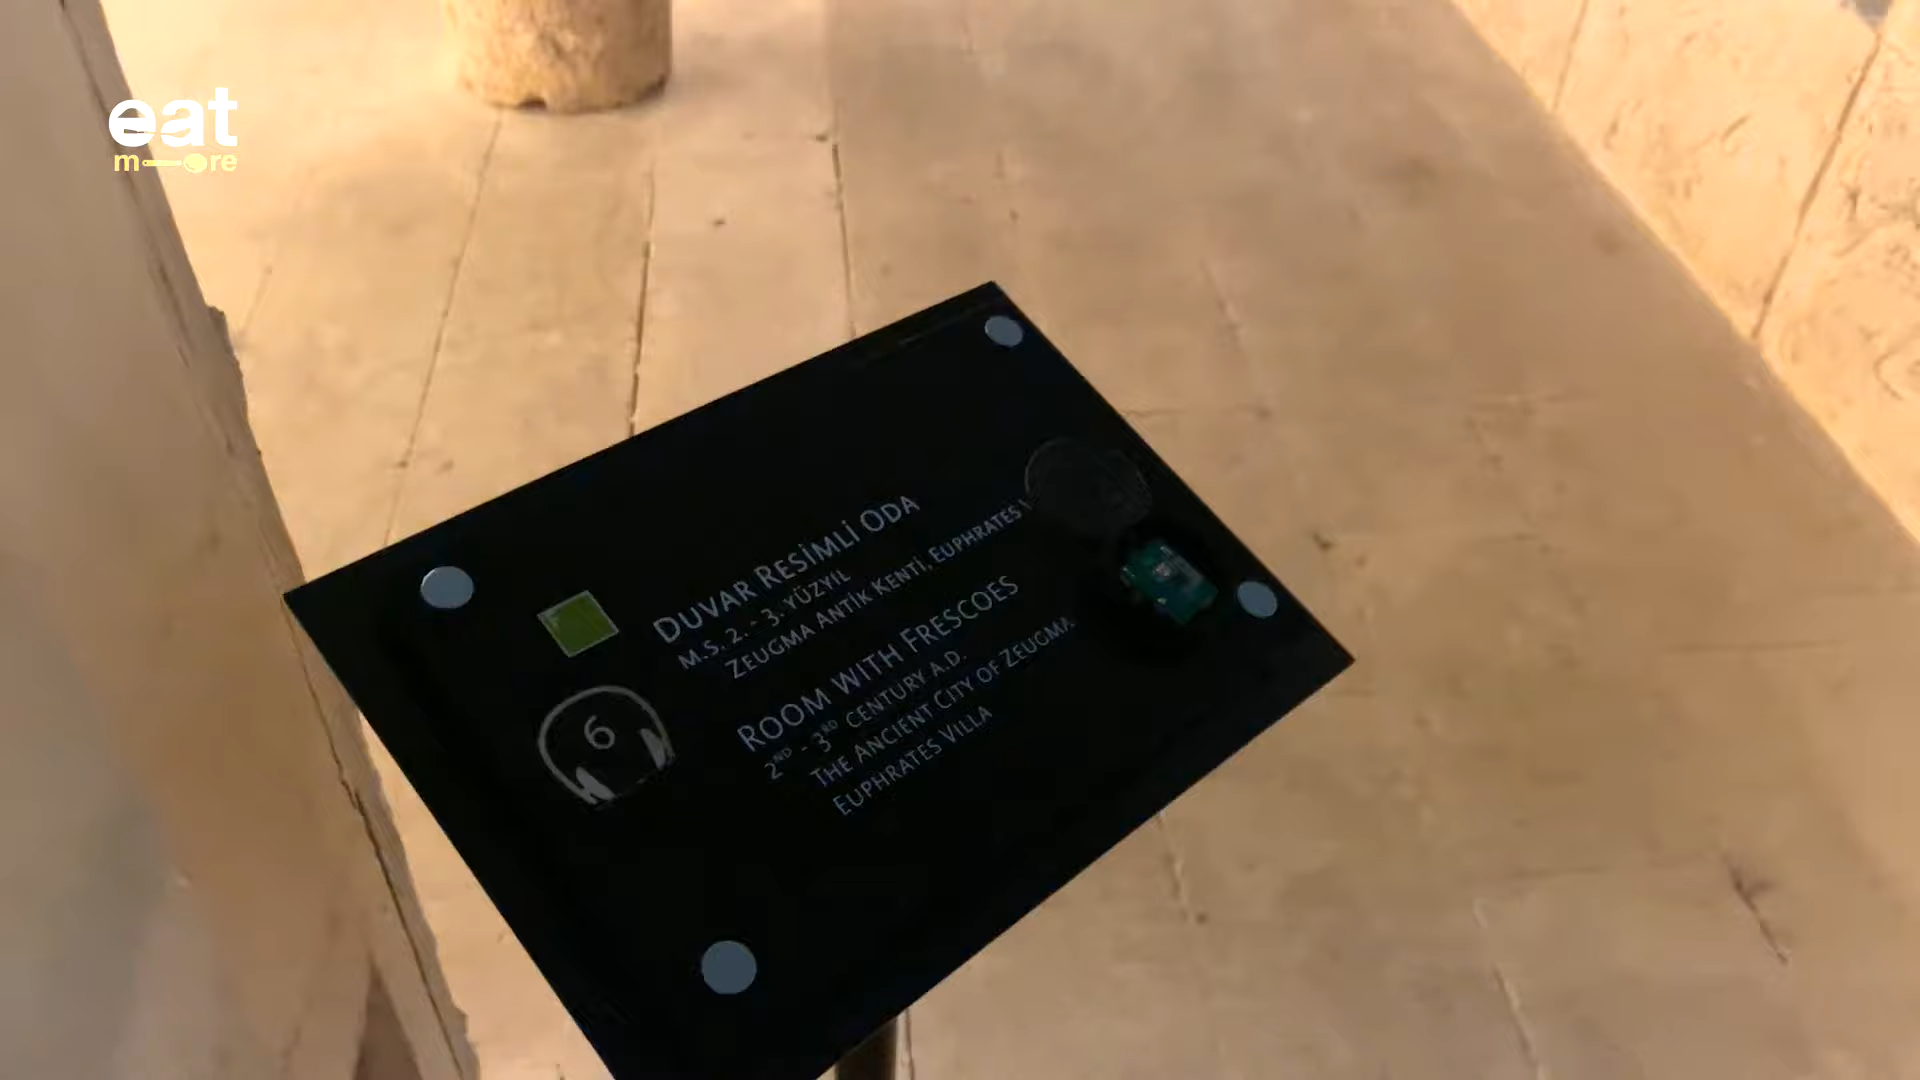 eat
more
DUVAR RESİMLİ ODA
M.S. 2. - 3. YÜZYIL
ZEUGMA ANTİK KENTİ, EUPHRATES
ROOM WITH FRESCOES
2ND - 3RD CENTURY A.D.
THE ANCIENT CITY OF ZEUGMA
EUPHRATES VILLA
6